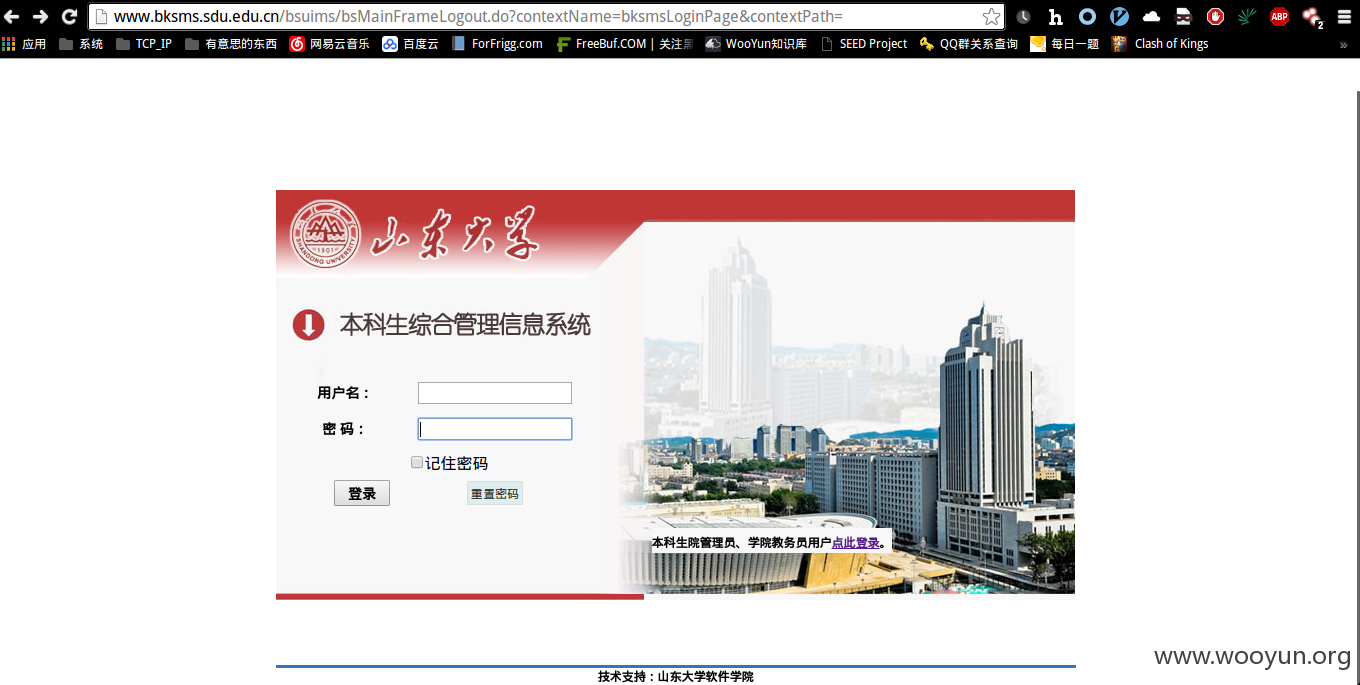 www.bksms.sdu.edu.cn/bsuims/bsMainFrameLogout.do?contextName=bksmsLoginPage&contextPath=
h
ABP
2
应用 系统 TCP_IP 有意思的东西 网易云音乐 百度云 ForFrigg.com FreeBuf.COM | 关注黑 WooYun知识库 SEED Project QQ群关系查询 每日一题 Clash of Kings »
1901
SHANDONG UNIVERSITY
山东大学
本科生综合管理信息系统
用户名：
密 码：
记住密码
登录 重置密码
本科生院管理员、学院教务员用户点此登录。
www.wooyun.org
技术支持：山东大学软件学院